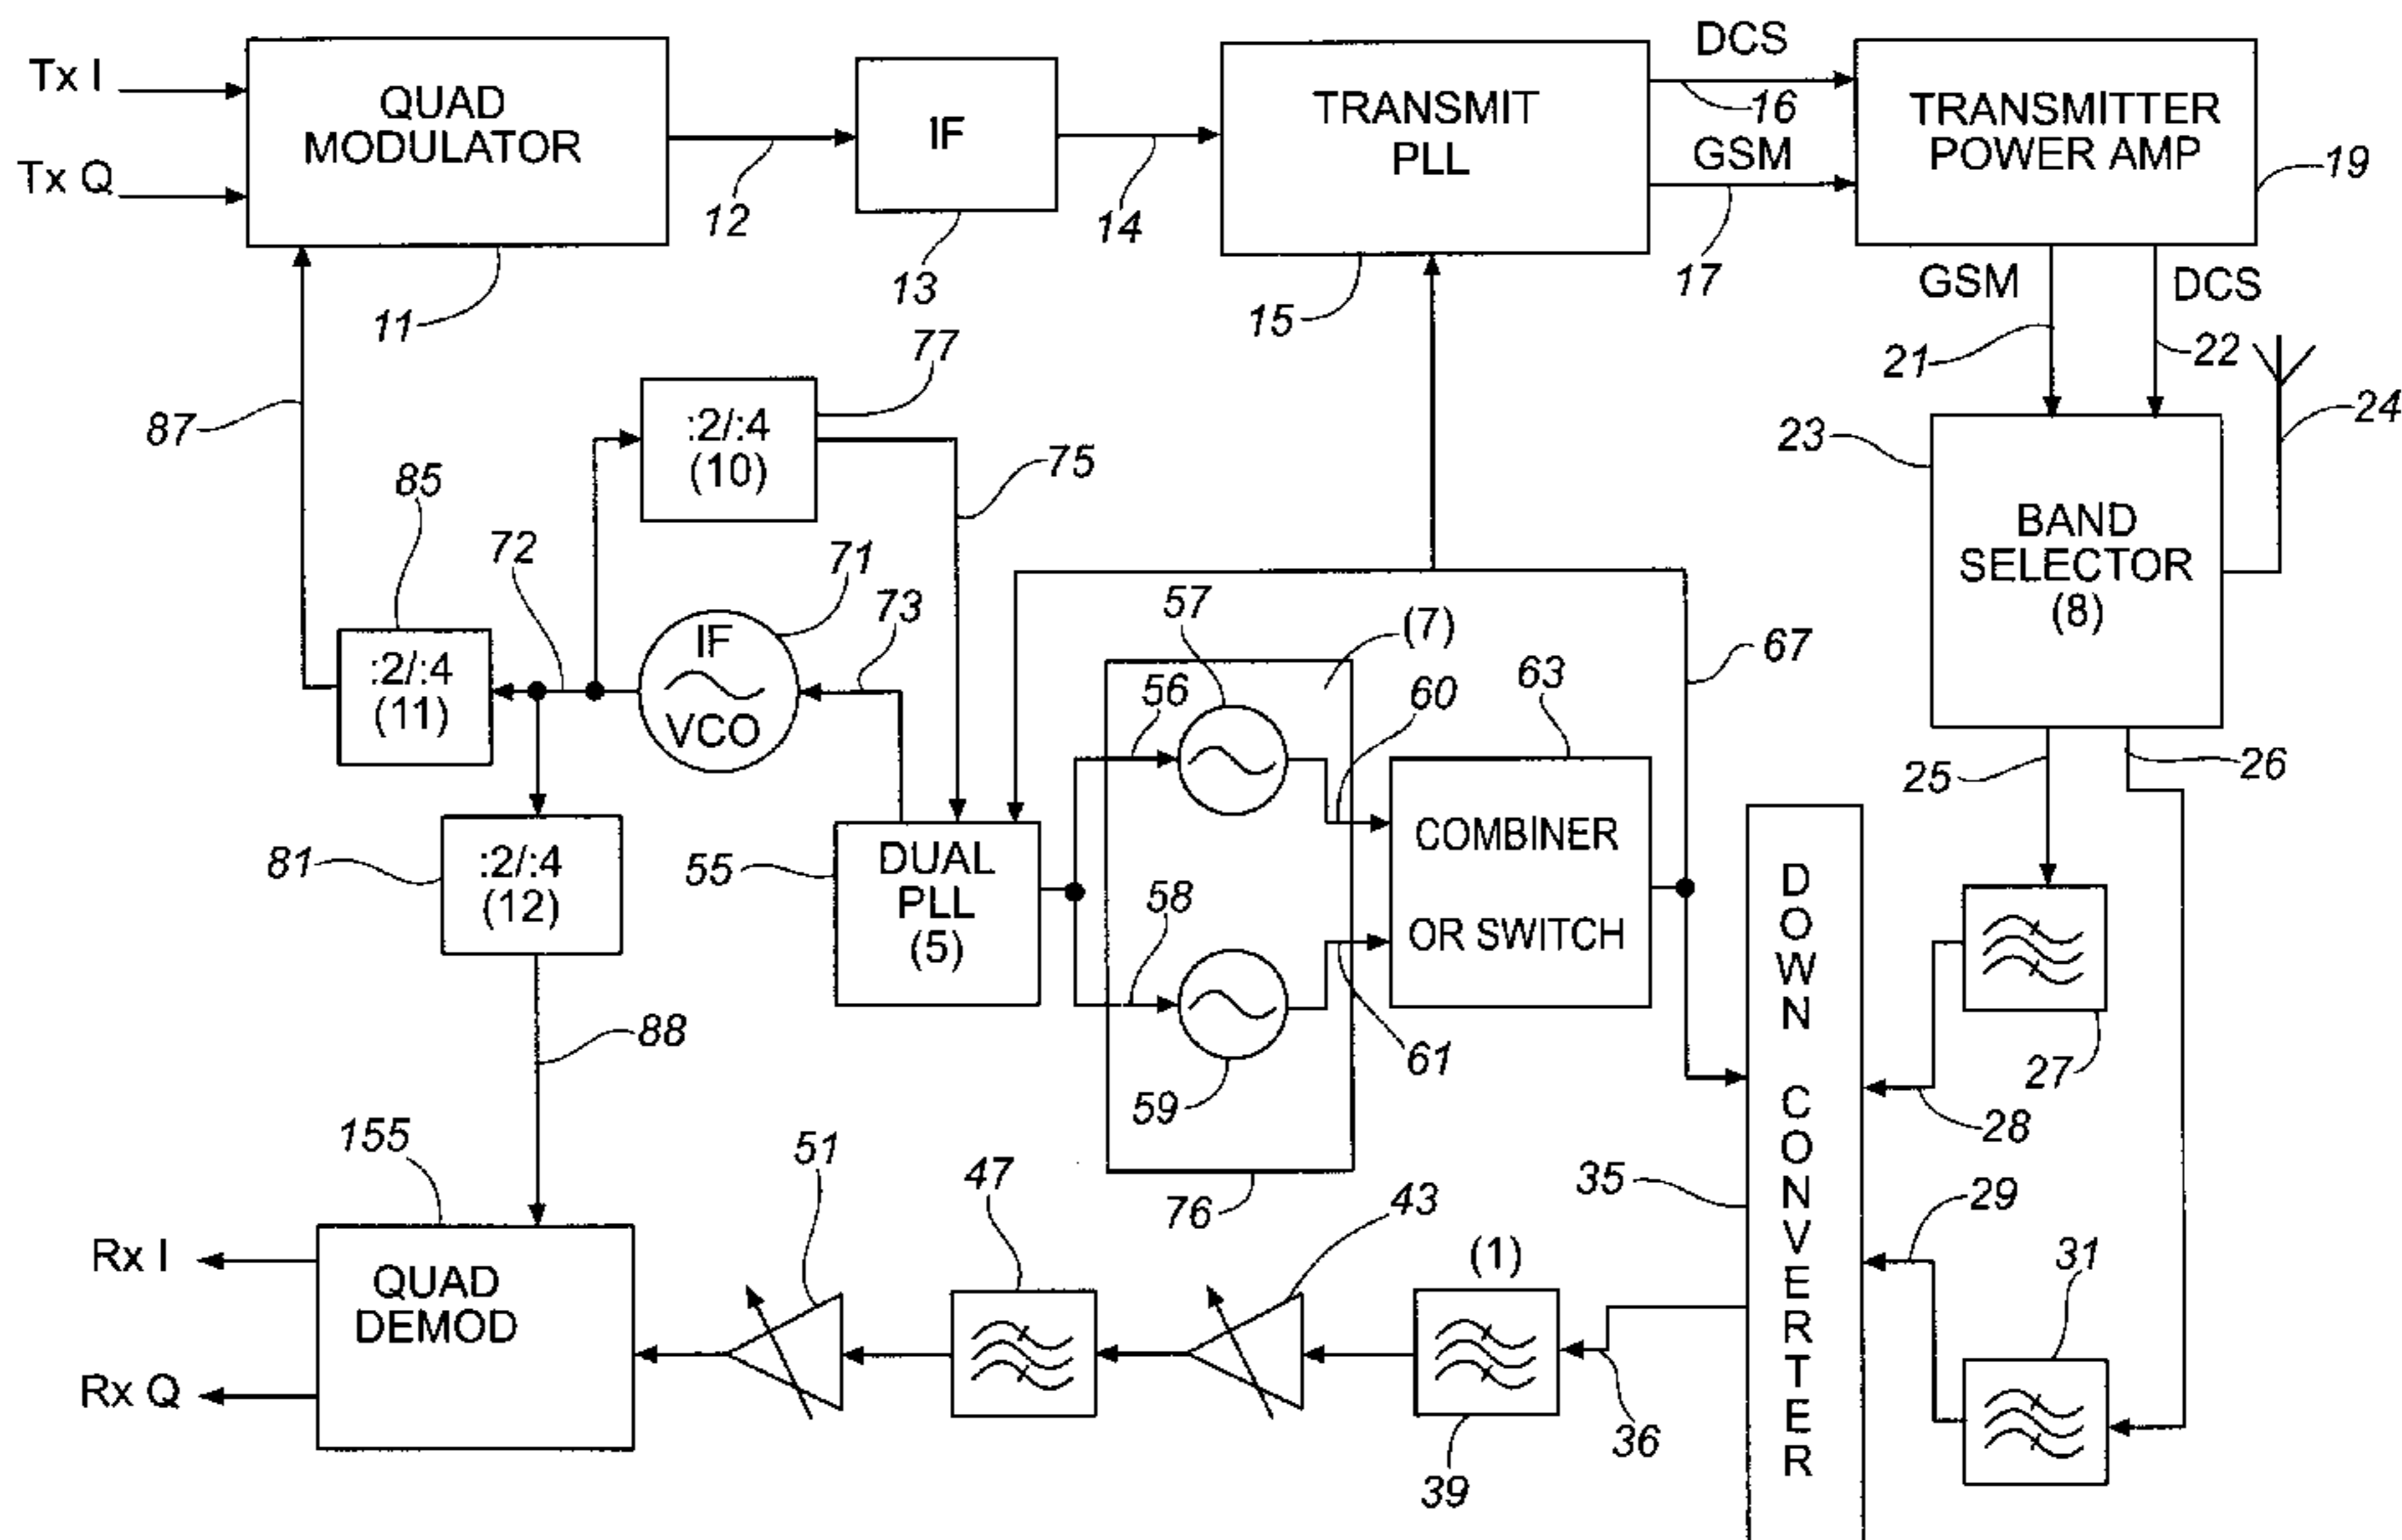 Tx I
Tx Q
QUAD
MODULATOR
11
12
IF
13
14
TRANSMIT
PLL
15
DCS
16
GSM
17
TRANSMITTER
POWER AMP
19
GSM
DCS
21
22
24
23
BAND
SELECTOR
(8)
25
26
87
85
:2/:4
(11)
72
77
:2/:4
(10)
75
71
IF
VCO
73
81
:2/:4
(12)
88
55
DUAL
PLL
(5)
57
(7)
56
60
58
59
61
76
63
COMBINER
OR SWITCH
67
DOWN CONVERTER
35
27
28
29
31
155
Rx I
Rx Q
QUAD
DEMOD
51
47
43
(1)
39
36